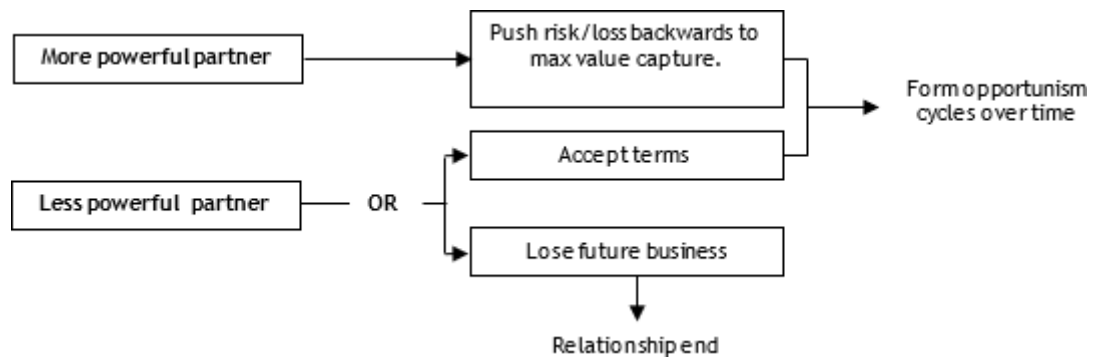 Push risk/loss backwards to
max value capture.
More powerful partner
Form opportunism
cycles over time
Accept terms
Less powerful partner
OR
Lose future business
Relationship end